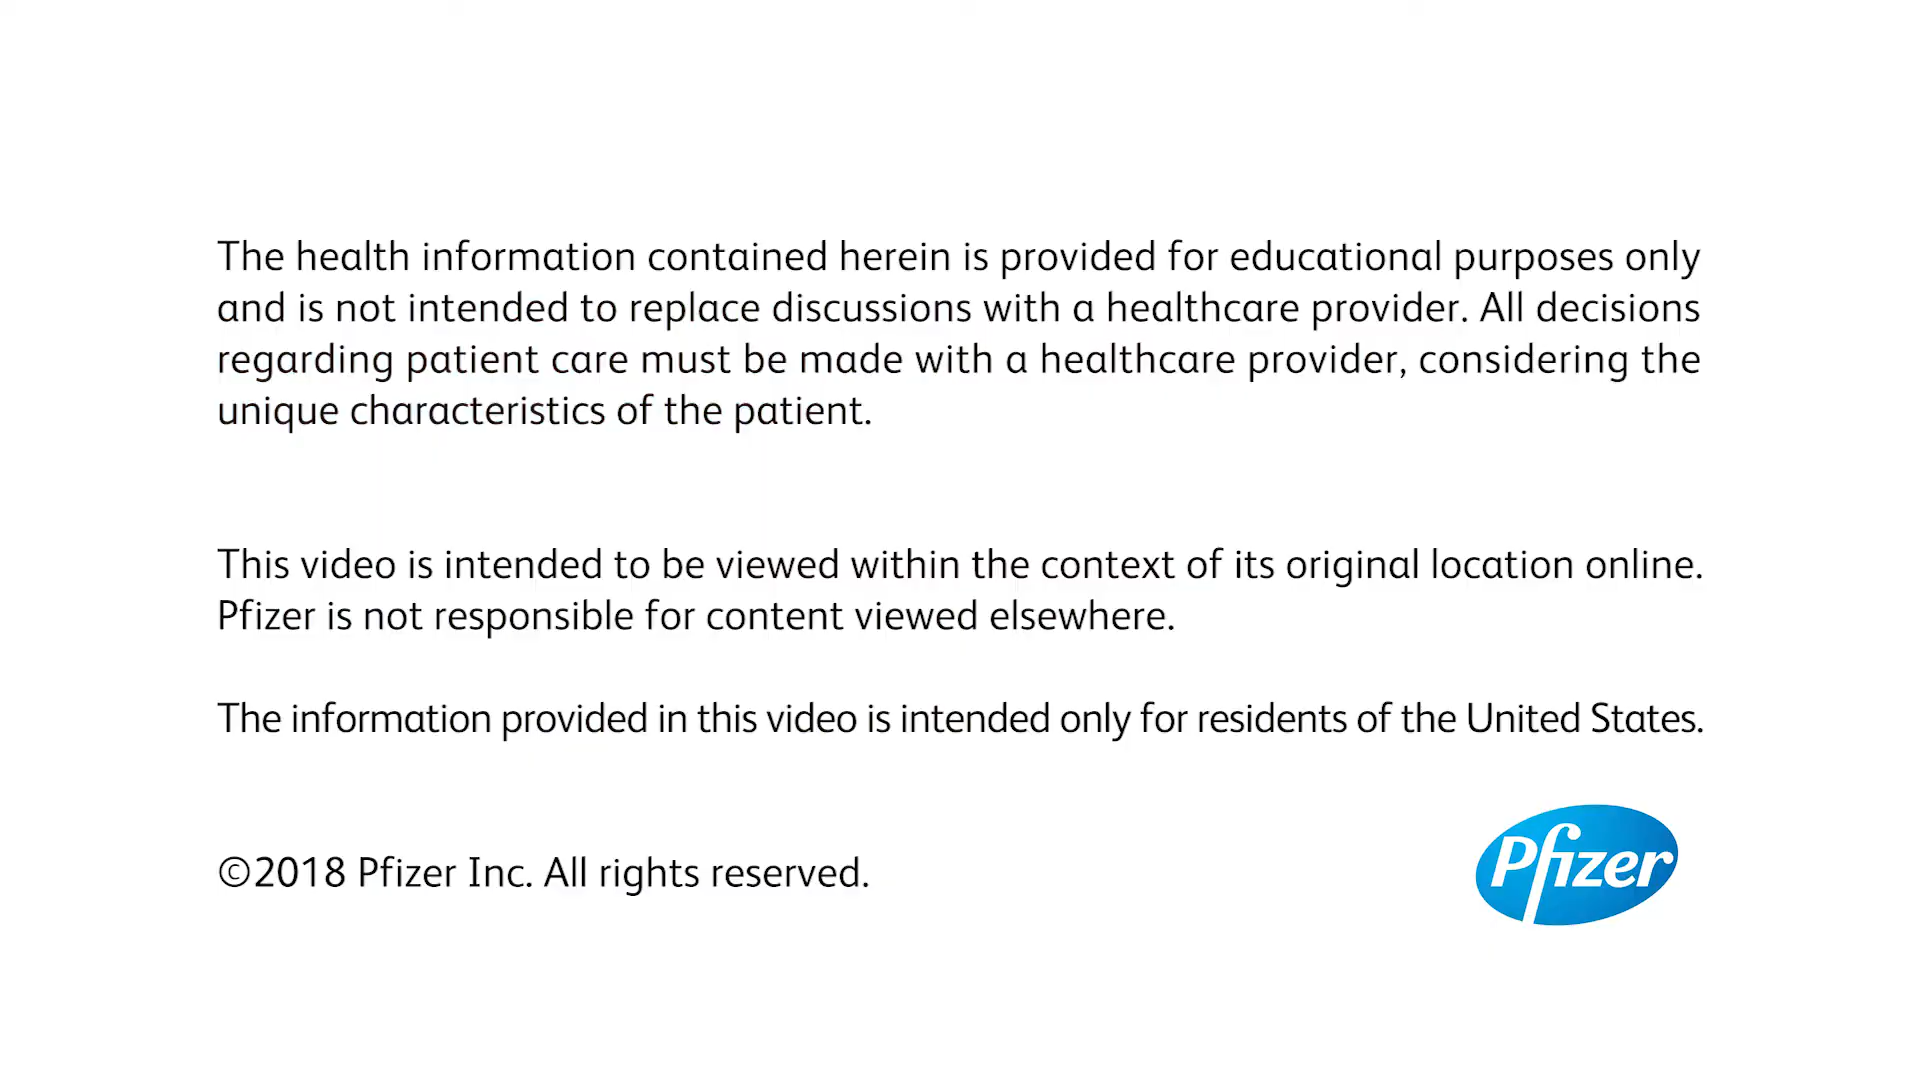 The health information contained herein is provided for educational purposes only
and is not intended to replace discussions with a healthcare provider. All decisions
regarding patient care must be made with a healthcare provider, considering the
unique characteristics of the patient.
This video is intended to be viewed within the context of its original location online.
Pfizer is not responsible for content viewed elsewhere.
The information provided in this video is intended only for residents of the United States.
©2018 Pfizer Inc. All rights reserved.
Pfizer